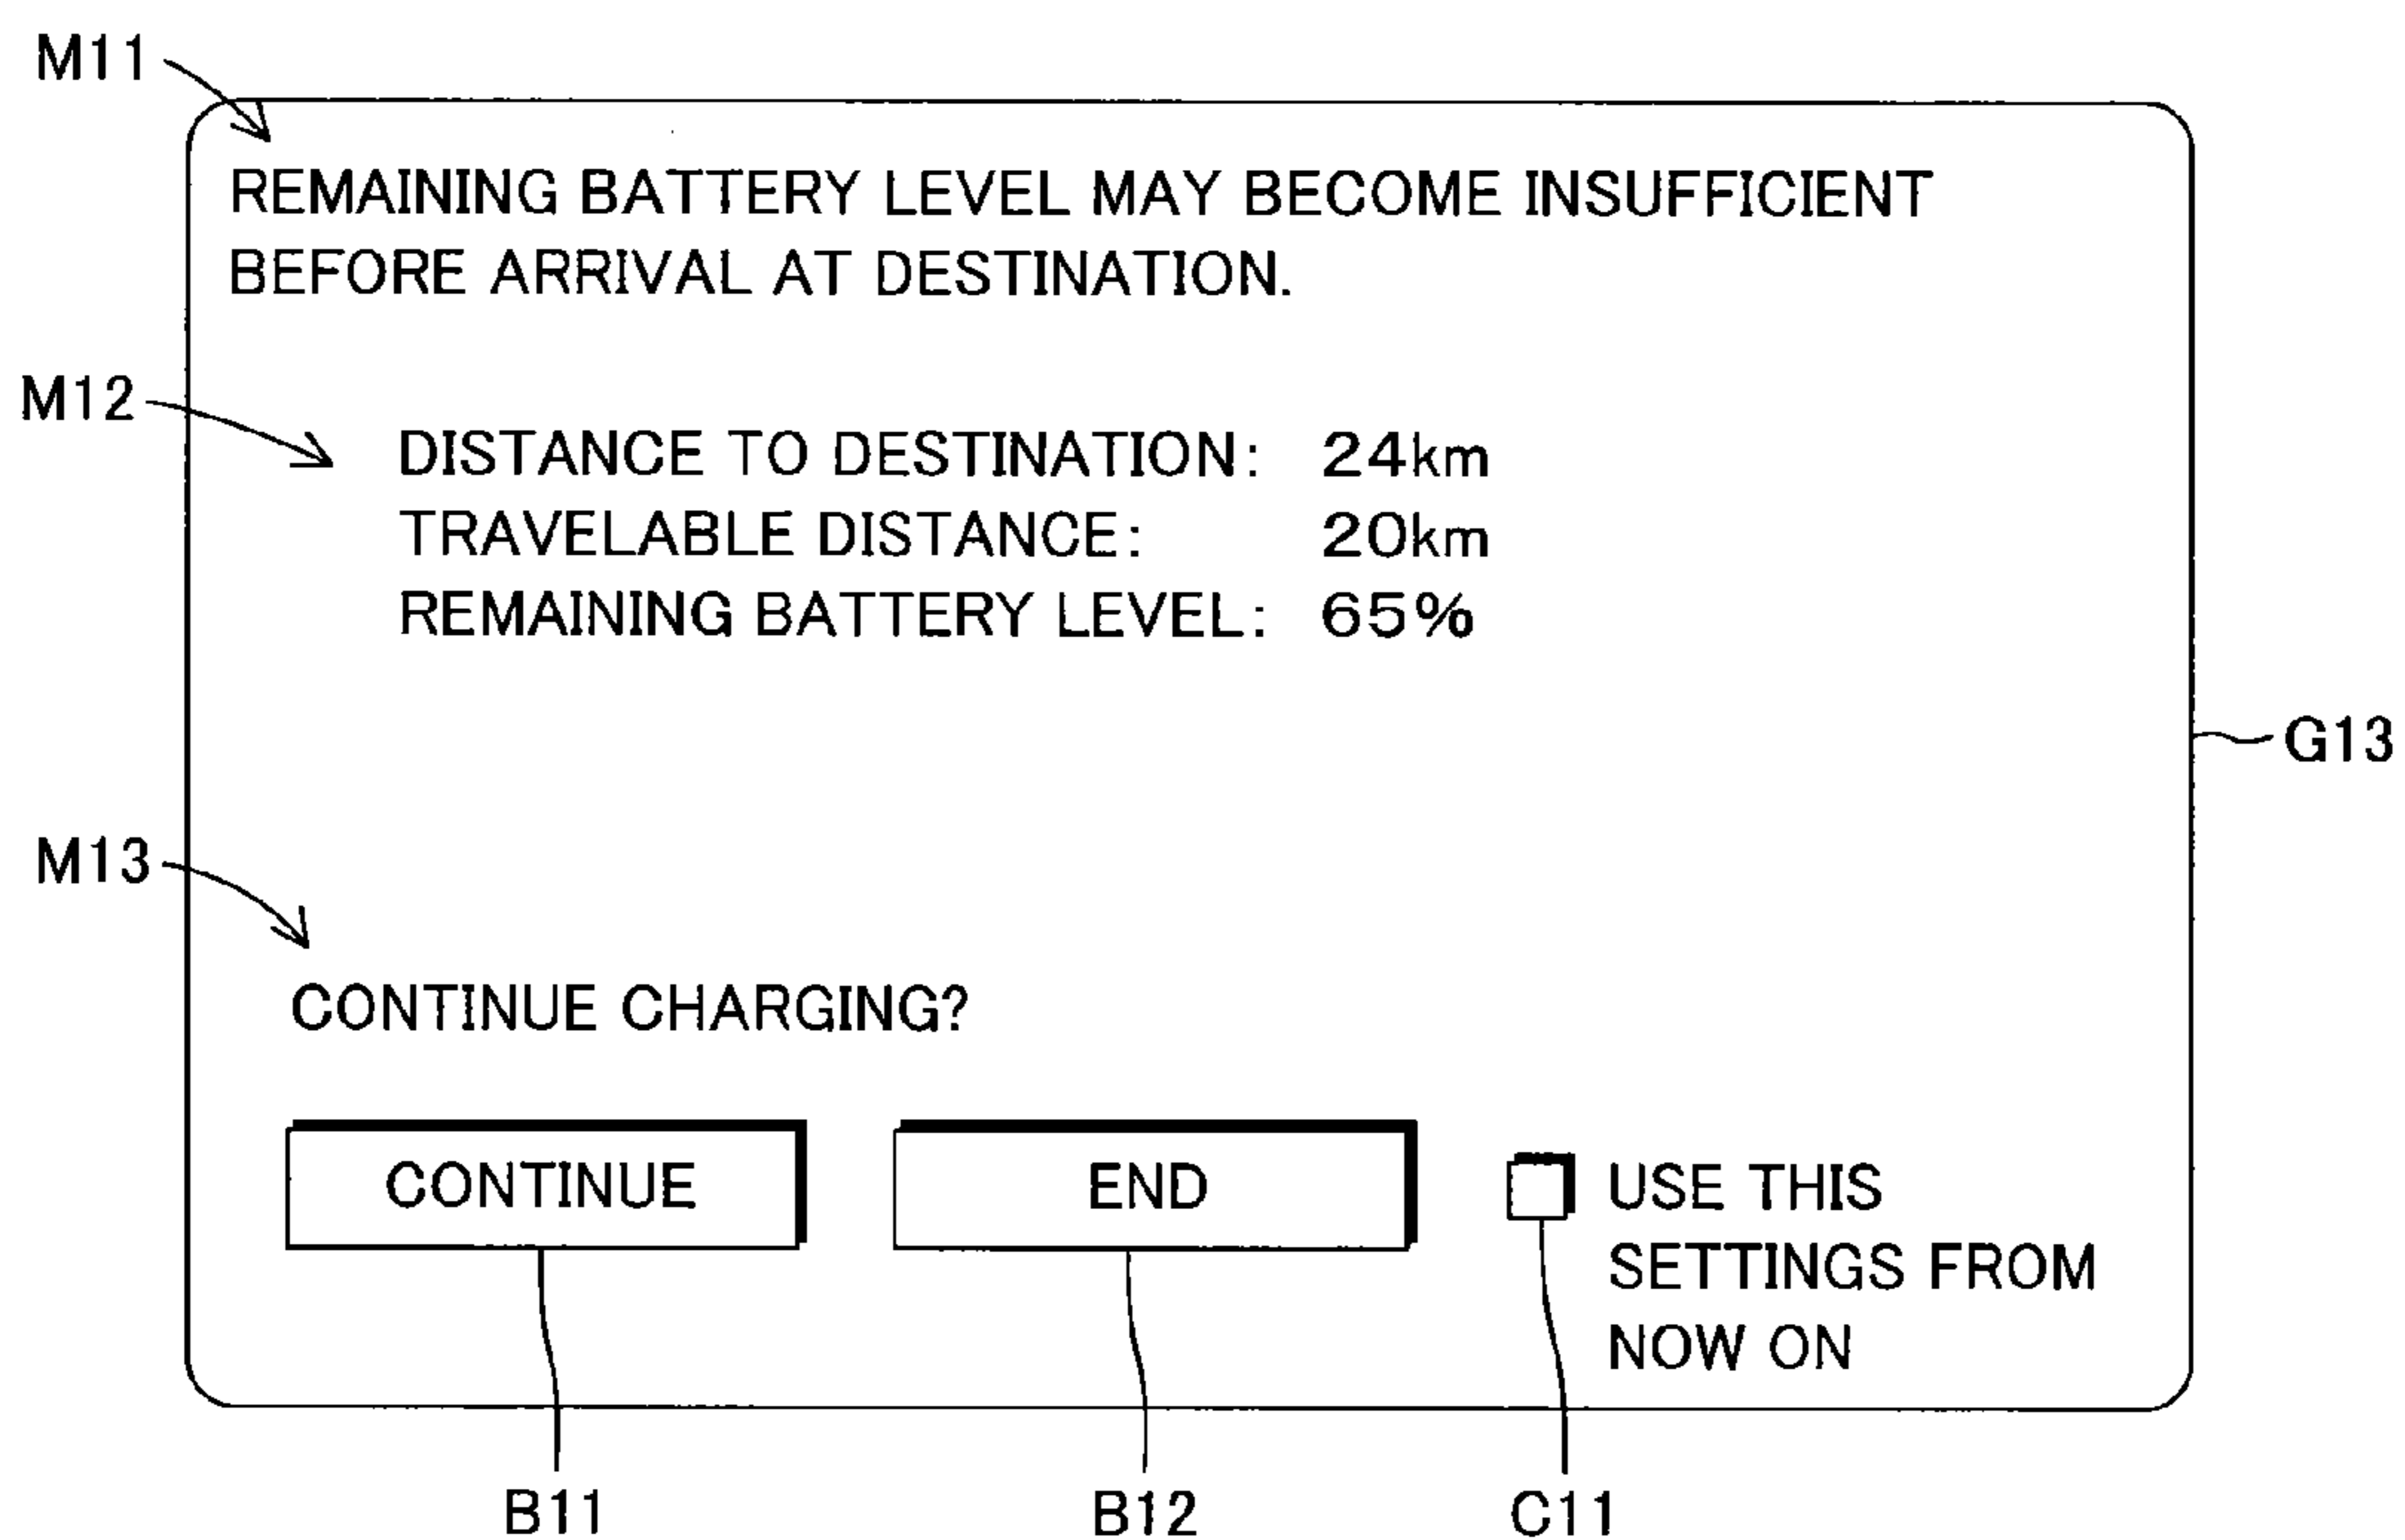 M11
REMAINING BATTERY LEVEL MAY BECOME INSUFFICIENT
BEFORE ARRIVAL AT DESTINATION.
M12
DISTANCE TO DESTINATION: 24km
TRAVELABLE DISTANCE: 20km
REMAINING BATTERY LEVEL: 65%
G13
M13
CONTINUE CHARGING?
CONTINUE
END
USE THIS
SETTINGS FROM
NOW ON
B11
B12
C11